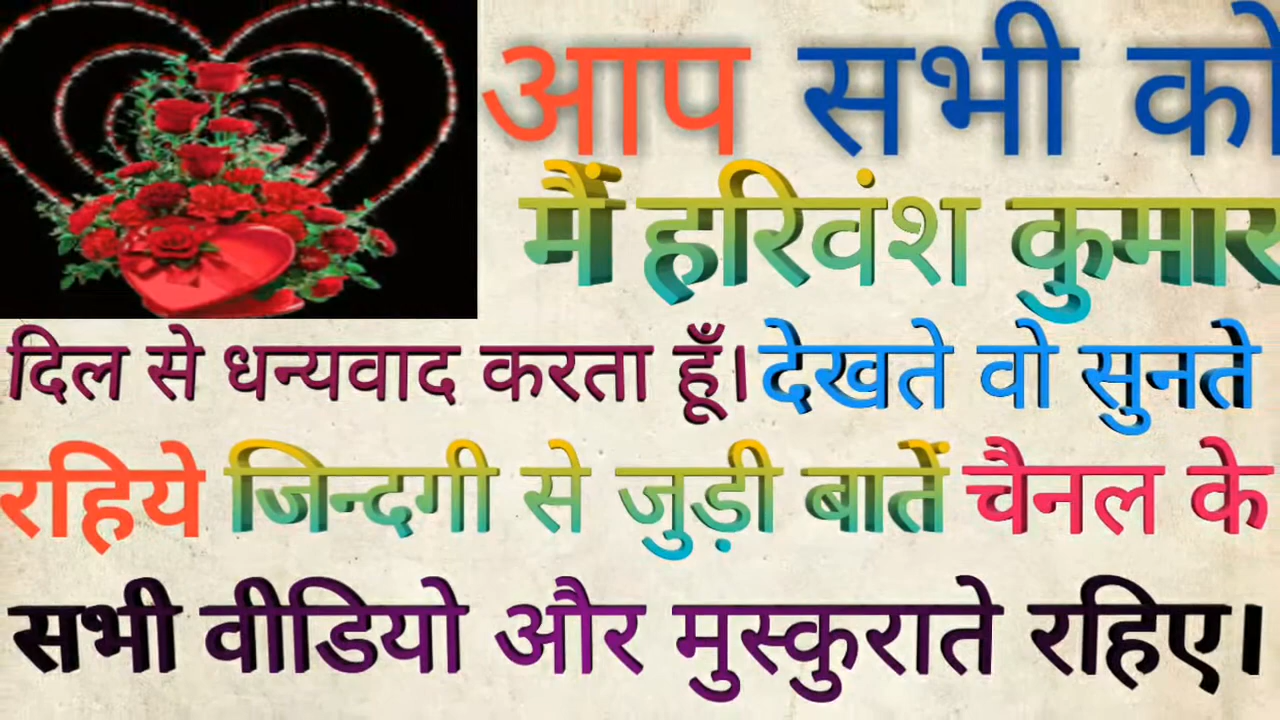 आप सभी को
मैं हरिवंश कुमार
दिल से धन्यवाद करता हूँ। देखते वो सुनते
रहिये जिन्दगी से जुड़ी बातें चैनल के
सभी वीडियो और मुस्कुराते रहिए।